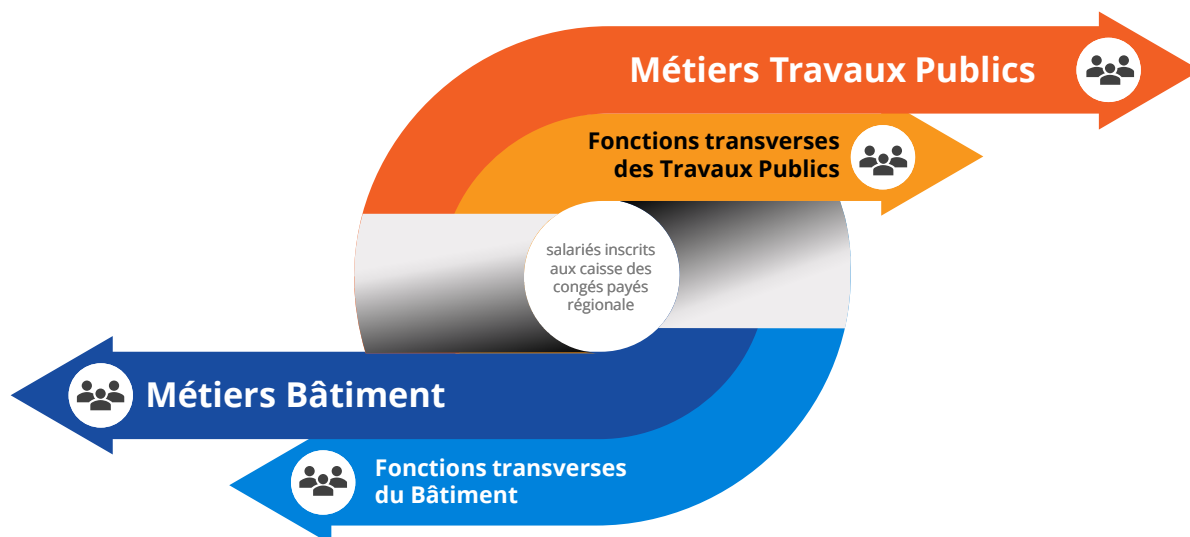 Métiers Travaux Publics
Fonctions transverses
des Travaux Publics
salariés inscrits
aux caisse des
congés payés
régionale
Métiers Bâtiment
Fonctions transverses
du Bâtiment